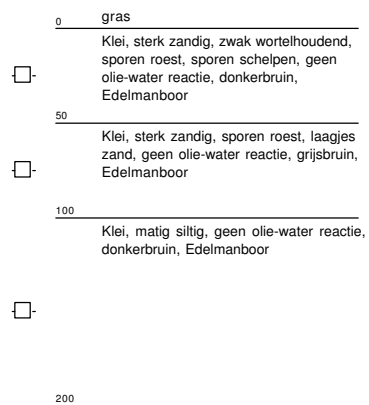 0 gras
Klei, sterk zandig, zwak wortelhoudend,
sporen roest, sporen schelpen, geen
olie-water reactie, donkerbruin,
Edelmanboor
50
Klei, sterk zandig, sporen roest, laagjes
zand, geen olie-water reactie, grijsbruin,
Edelmanboor
100
Klei, matig siltig, geen olie-water reactie,
donkerbruin, Edelmanboor
200